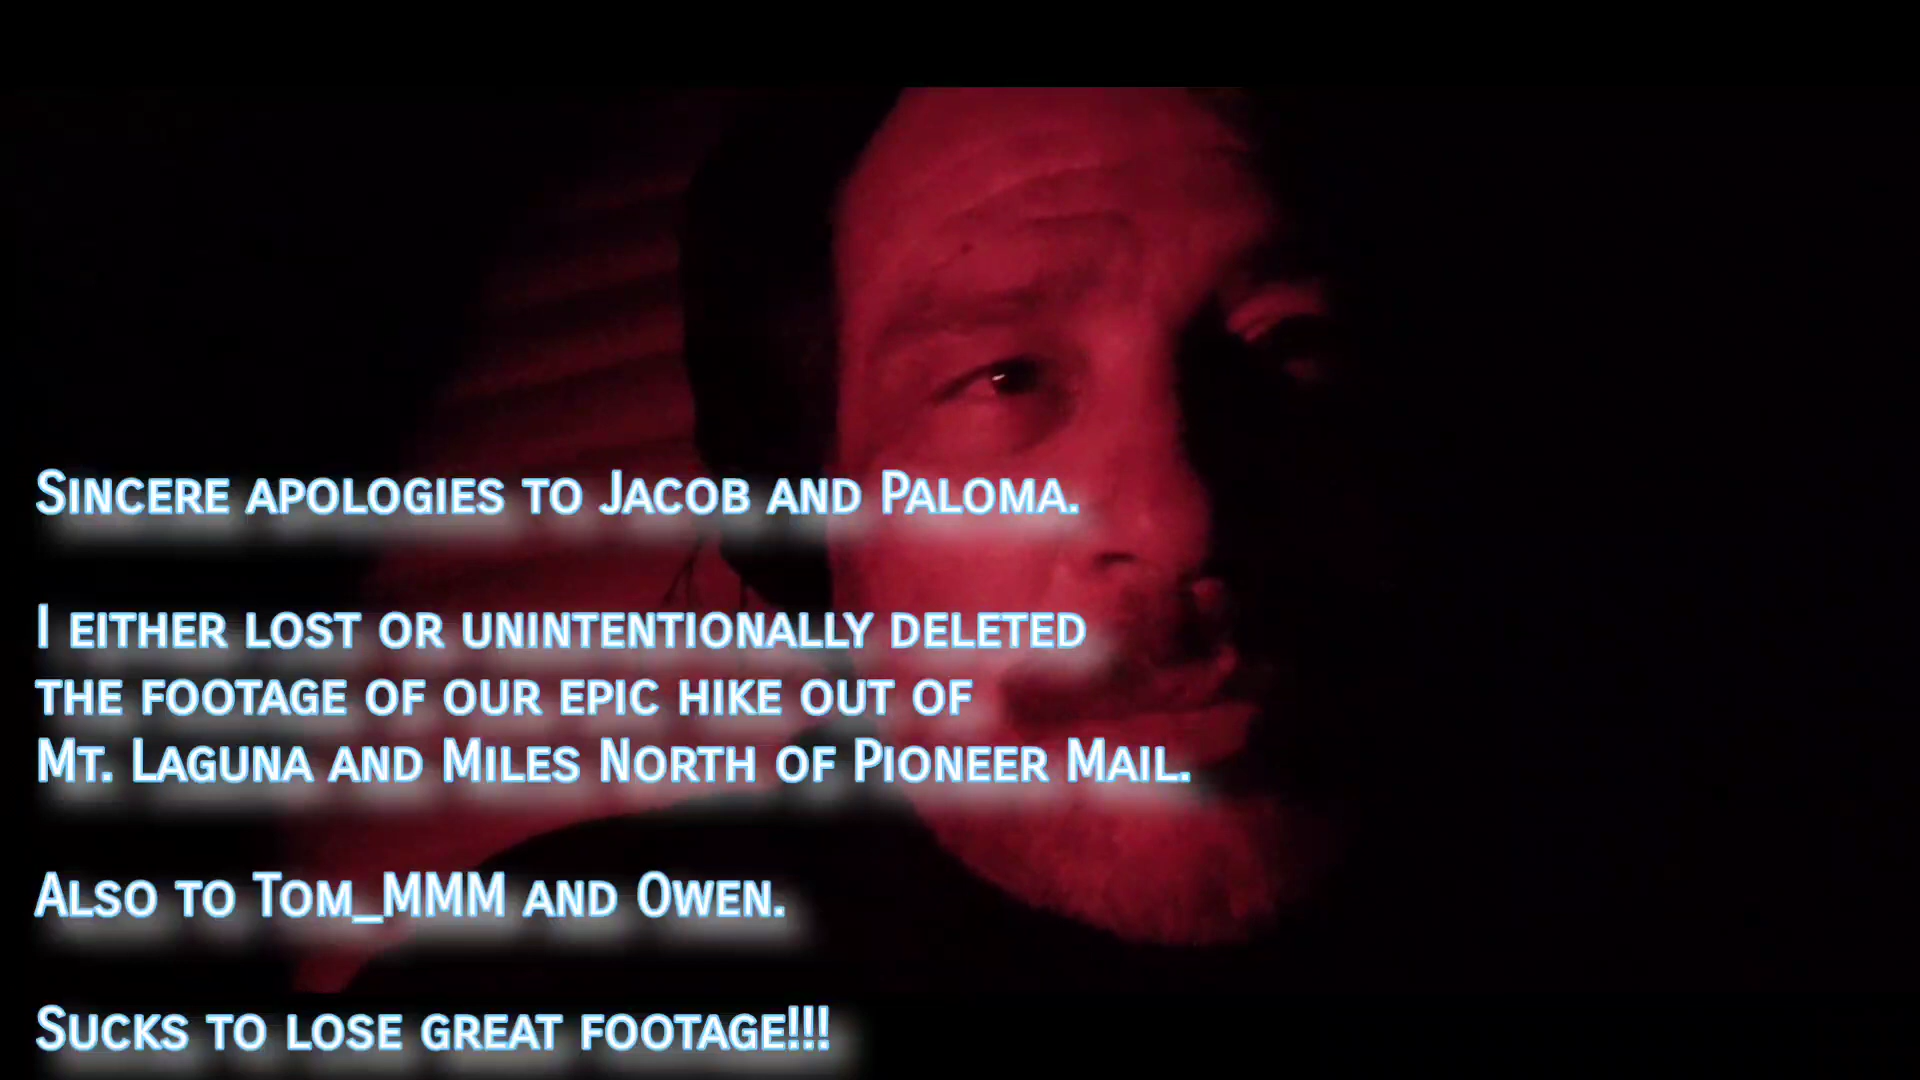 Sincere apologies to Jacob and Paloma.
I either lost or unintentionally deleted
the footage of our epic hike out of
Mt. Laguna and Miles North of Pioneer Mail.
Also to Tom_MMM and Owen.
Sucks to lose great footage!!!